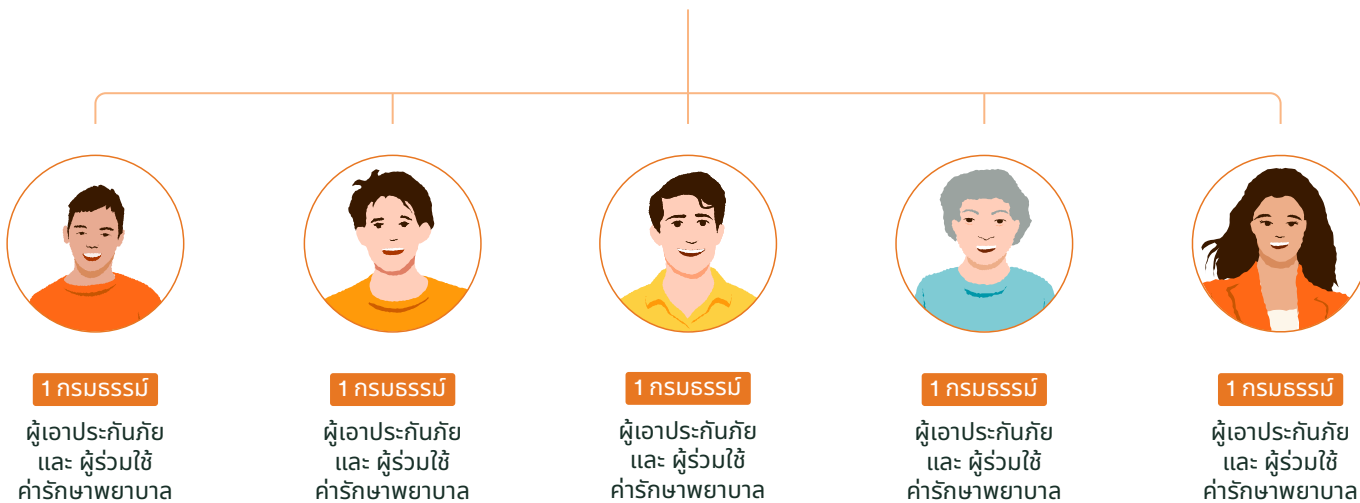 1 กรมธรรม์
ผู้เอาประกันภัย
และ ผู้ร่วมใช้
ค่ารักษาพยาบาล
1 กรมธรรม์
ผู้เอาประกันภัย
และ ผู้ร่วมใช้
ค่ารักษาพยาบาล
1 กรมธรรม์
ผู้เอาประกันภัย
และ ผู้ร่วมใช้
ค่ารักษาพยาบาล
1 กรมธรรม์
ผู้เอาประกันภัย
และ ผู้ร่วมใช้
ค่ารักษาพยาบาล
1 กรมธรรม์
ผู้เอาประกันภัย
และ ผู้ร่วมใช้
ค่ารักษาพยาบาล